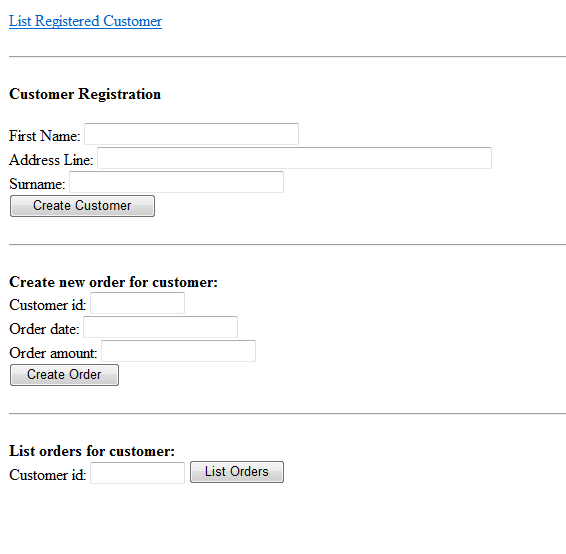 List Registered Customer
Customer Registration
First Name:
Address Line:
Surname:
Create Customer
Create new order for customer:
Customer id:
Order date:
Order amount:
Create Order
List orders for customer:
Customer id: List Orders